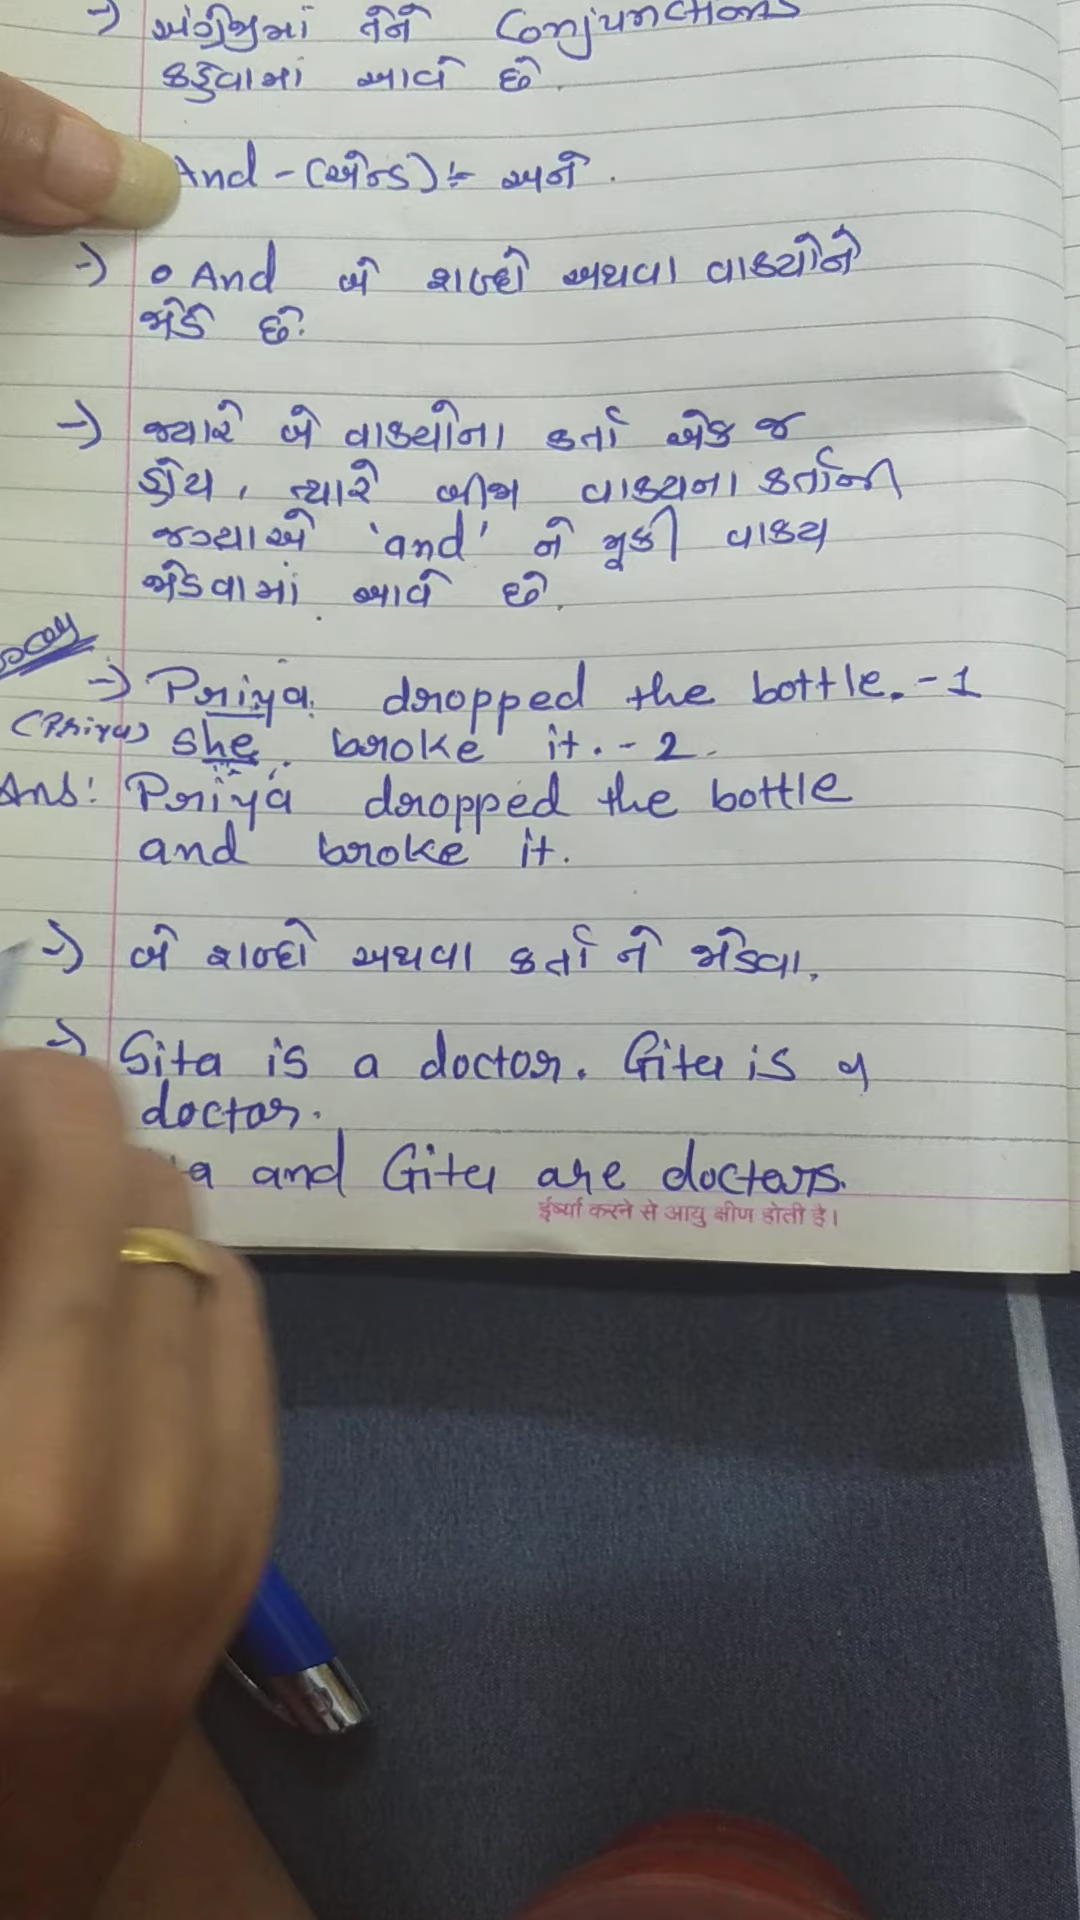 → અંગ્રેજીમાં તેને Conjunctions
કહેવામાં આવે છે.
And - (એન્ડ) :- અને .
→ ০ And બે શબ્દો અથવા વાક્યોને
જોડે છે.
→ જ્યારે બે વાક્યોના કર્તા એક જ
હોય, ત્યારે બીજા વાક્યના કર્તાની
જગ્યાએ 'and' ને મૂકી વાક્ય
જોડવામાં આવે છે.
→ Priya dropped the bottle. - 1
(Priya) she broke it. - 2.
Ans: Priya dropped the bottle
and broke it.
→ બે શબ્દો અથવા કર્તા ને જોડવા.
→ Sita is a doctor. Gita is a
doctor.
and Gita are doctors.
ईर्ष्या करने से आयु क्षीण होती है।